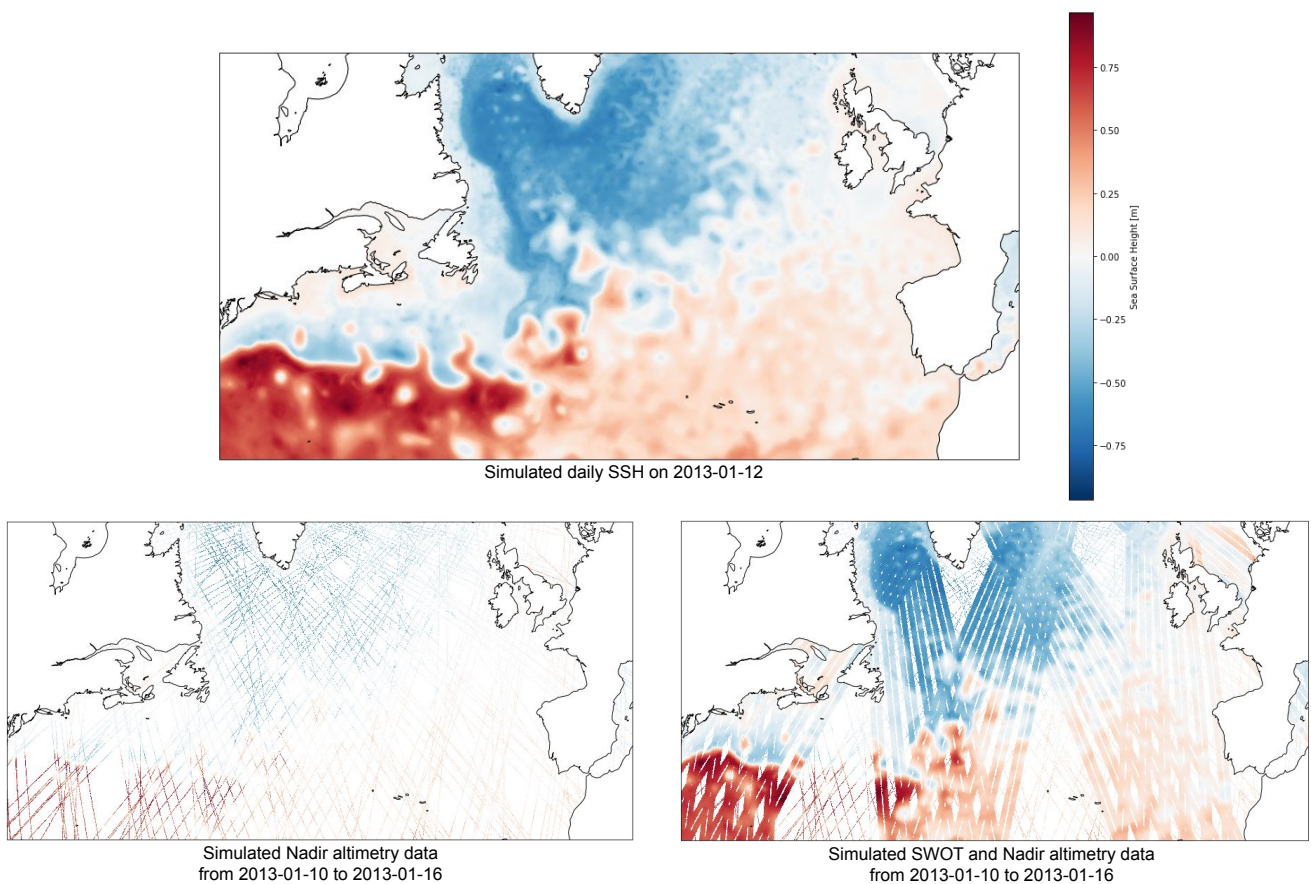 0.75
0.50
0.25
0.00
−0.25
−0.50
−0.75
Sea Surface Height [m]
Simulated daily SSH on 2013-01-12
Simulated Nadir altimetry data
from 2013-01-10 to 2013-01-16
Simulated SWOT and Nadir altimetry data
from 2013-01-10 to 2013-01-16